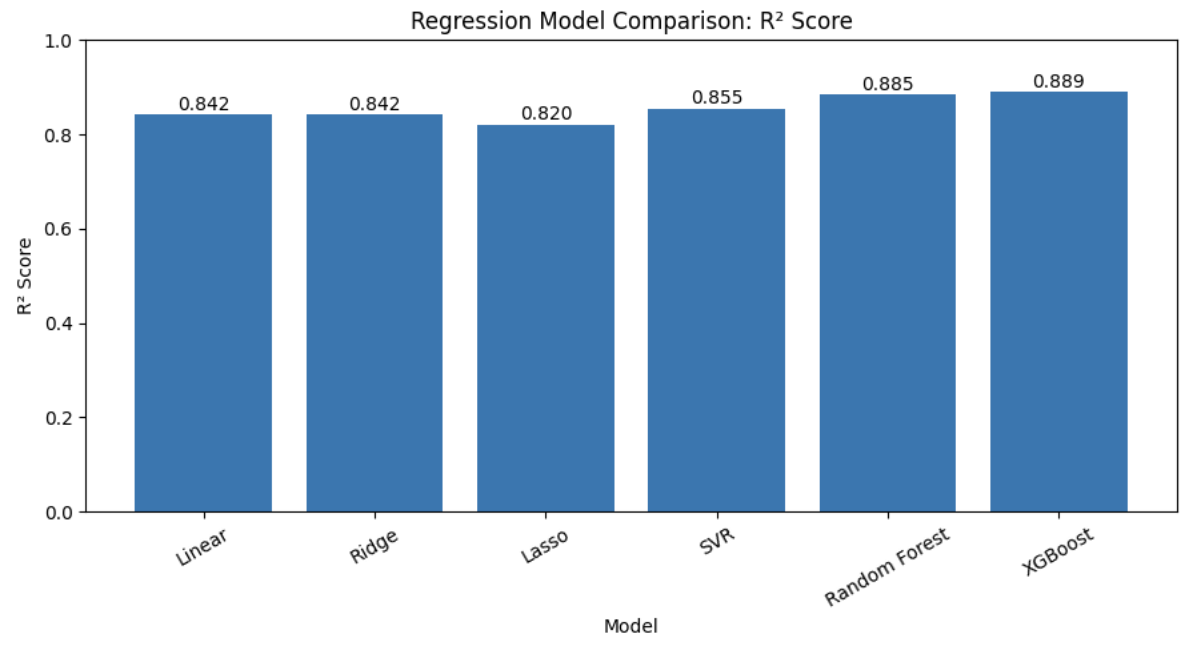 Regression Model Comparison: R² Score
R² Score
1.0
0.8
0.6
0.4
0.2
0.0
0.842
0.842
0.820
0.855
0.885
0.889
Linear
Ridge
Lasso
SVR
Random Forest
XGBoost
Model